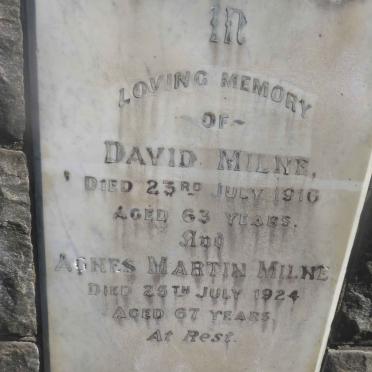 In
LOVING MEMORY
OF
DAVID MILNE,
DIED 23RD JULY 1916
AGED 63 YEARS.
And
AGNES MARTIN MILNE
DIED 25TH JULY 1924
AGED 67 YEARS
At Rest.